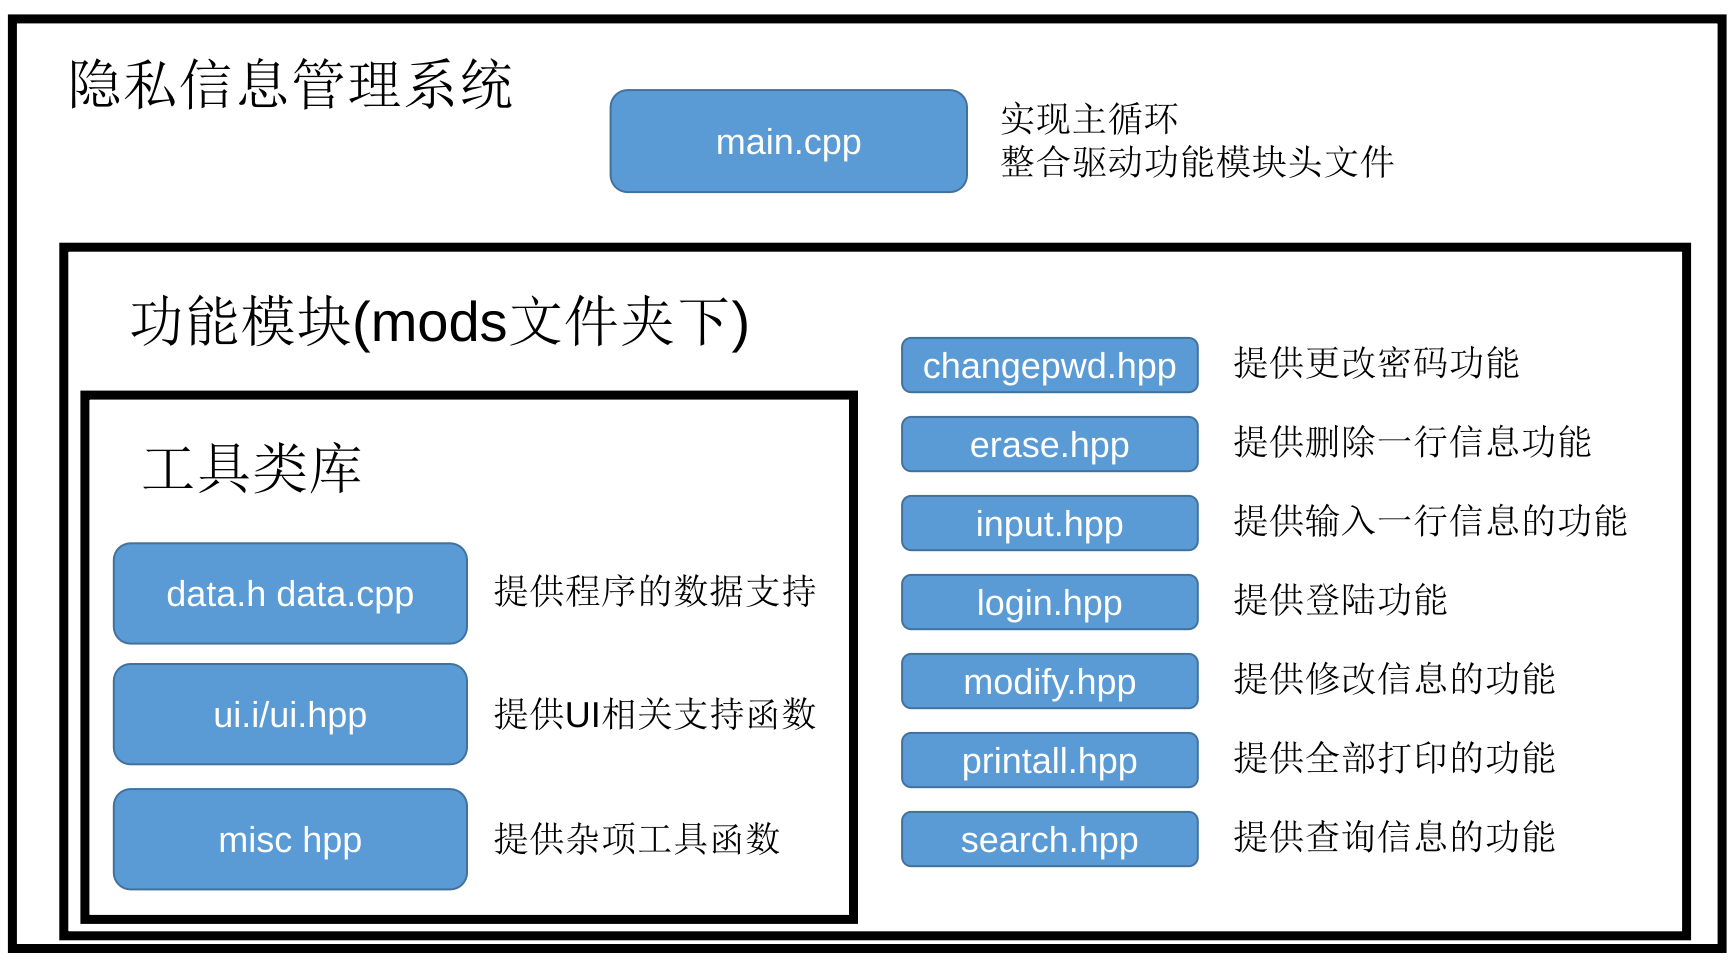 隐私信息管理系统
main.cpp
实现主循环
整合驱动功能模块头文件
功能模块(mods文件夹下)
工具类库
data.h data.cpp
提供程序的数据支持
ui.i/ui.hpp
提供UI相关支持函数
misc hpp
提供杂项工具函数
changepwd.hpp
提供更改密码功能
erase.hpp
提供删除一行信息功能
input.hpp
提供输入一行信息的功能
login.hpp
提供登陆功能
modify.hpp
提供修改信息的功能
printall.hpp
提供全部打印的功能
search.hpp
提供查询信息的功能